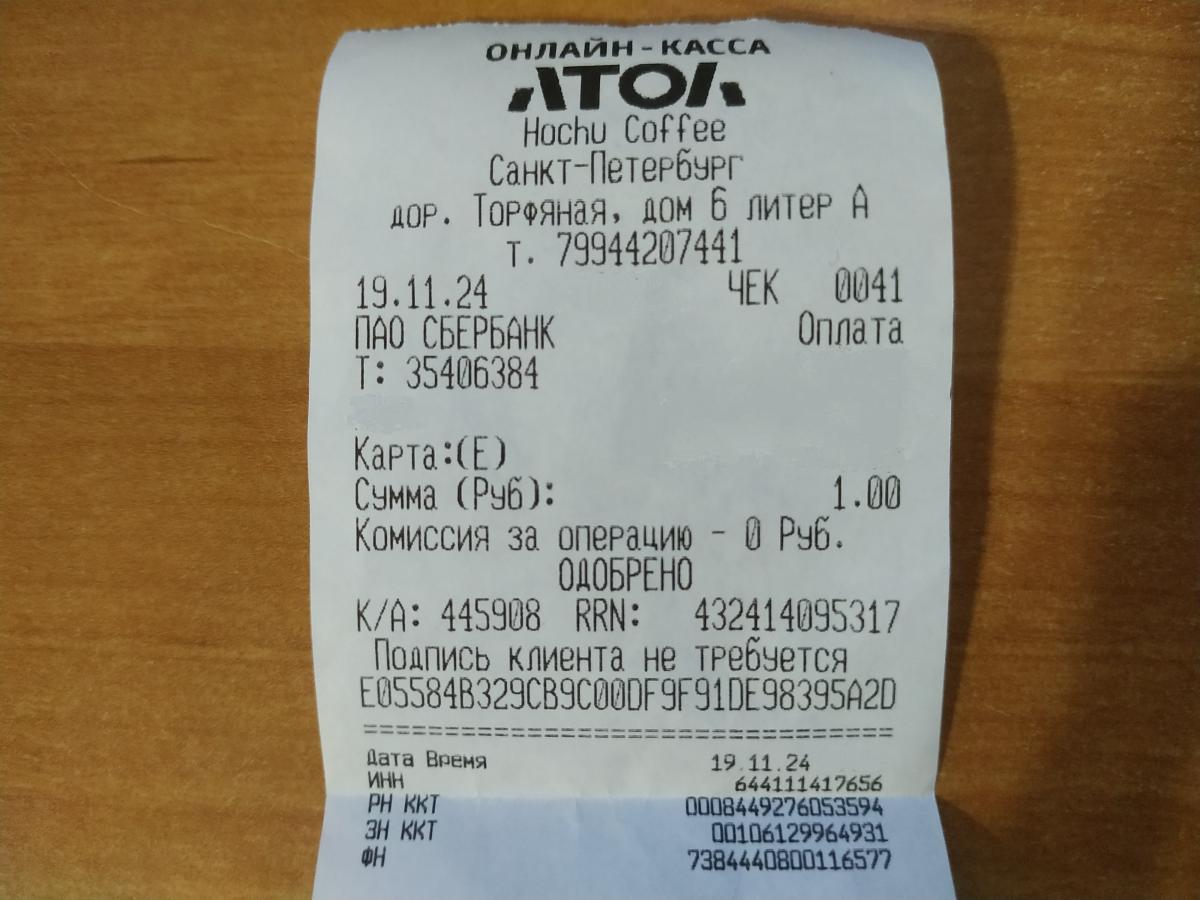 ОНЛАЙН-КАССА
АТОЛ
Hochu Coffee
Санкт-Петербург
дор. Торфяная, дом 6 литер А
т. 79944207441
19.11.24 ЧЕК 0041
ПАО СБЕРБАНК Оплата
Т: 35406384
Карта:(E)
Сумма (Руб): 1.00
Комиссия за операцию - 0 Руб.
ОДОБРЕНО
К/А: 445908 RRN: 432414095317
Подпись клиента не требуется
E05584B329CB9C00DF9F91DE98395A2D
================================
Дата Время 19.11.24
ИНН 644111417656
РН ККТ 0008449276053594
ЗН ККТ 00106129964931
ФН 7384440800116577